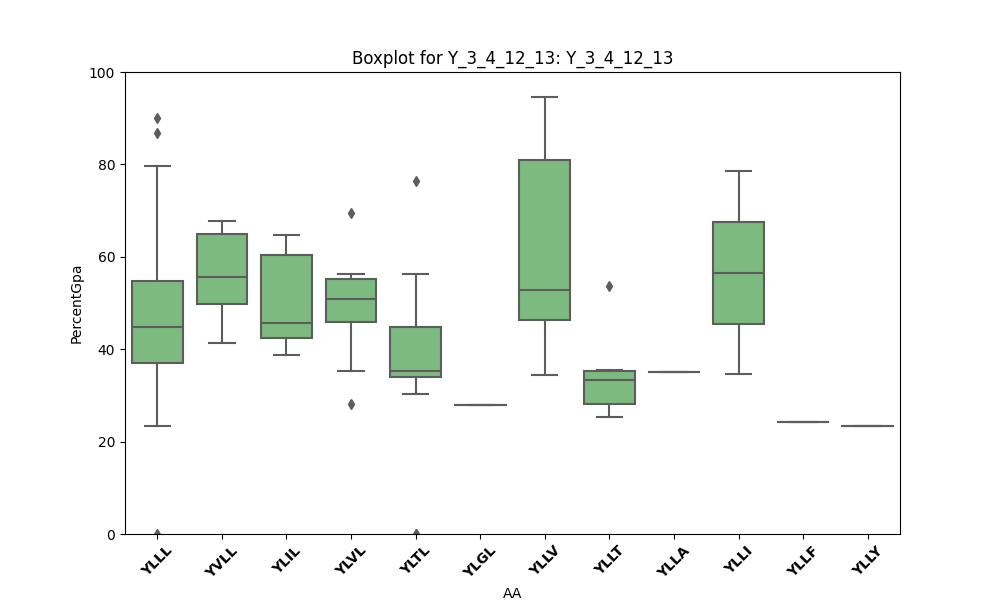 Boxplot for Y_3_4_12_13: Y_3_4_12_13
100
80
60
40
20
0
PercentGpa
YLLL
YVLL
YLIL
YLVL
YLTL
YLGL
YLLV
YLLT
YLLA
YLLI
YLLF
YLLY
AA